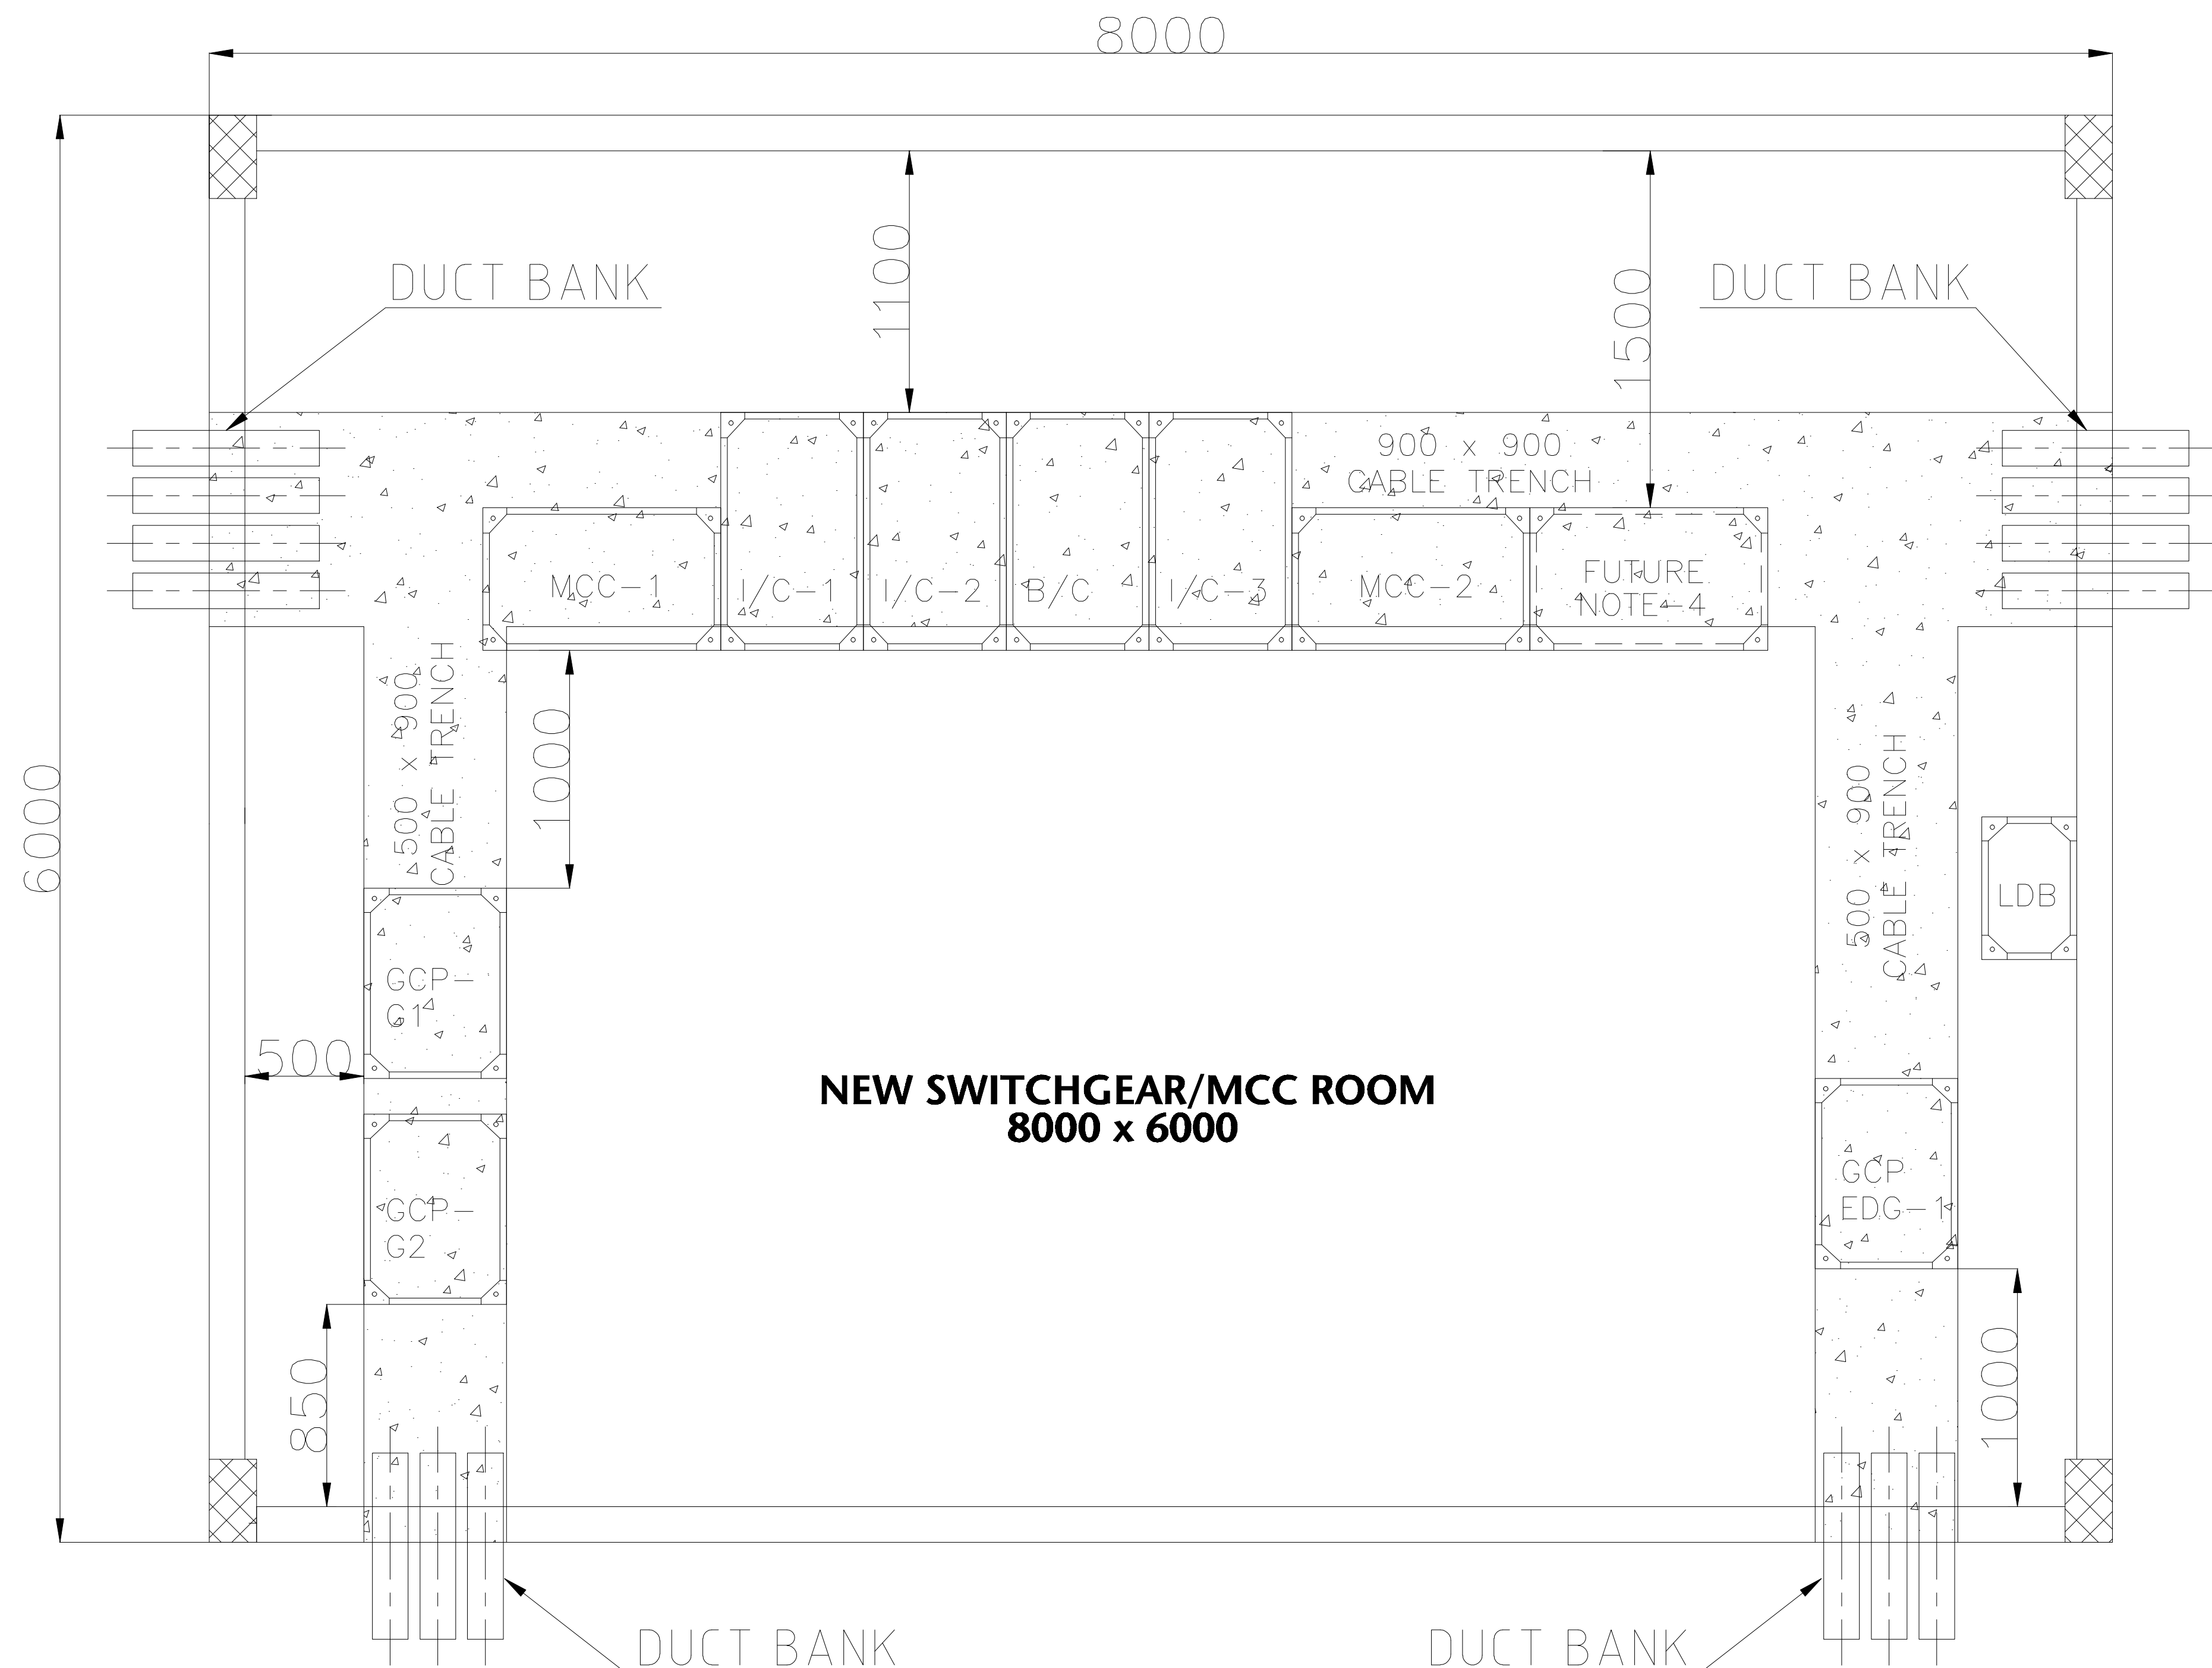 8000
DUCT BANK
DUCT BANK
1100
1500
900 x 900
CABLE TRENCH
MCC-1
I/C-1
I/C-2
B/C
I/C-3
MCC-2
FUTURE
NOTE-4
500 x 900
CABLE TRENCH
1000
6000
500 x 900
CABLE TRENCH
LDB
GCP-
G1
500
NEW SWITCHGEAR/MCC ROOM
8000 x 6000
GCP-
G2
GCP
EDG-1
850
1000
DUCT BANK
DUCT BANK